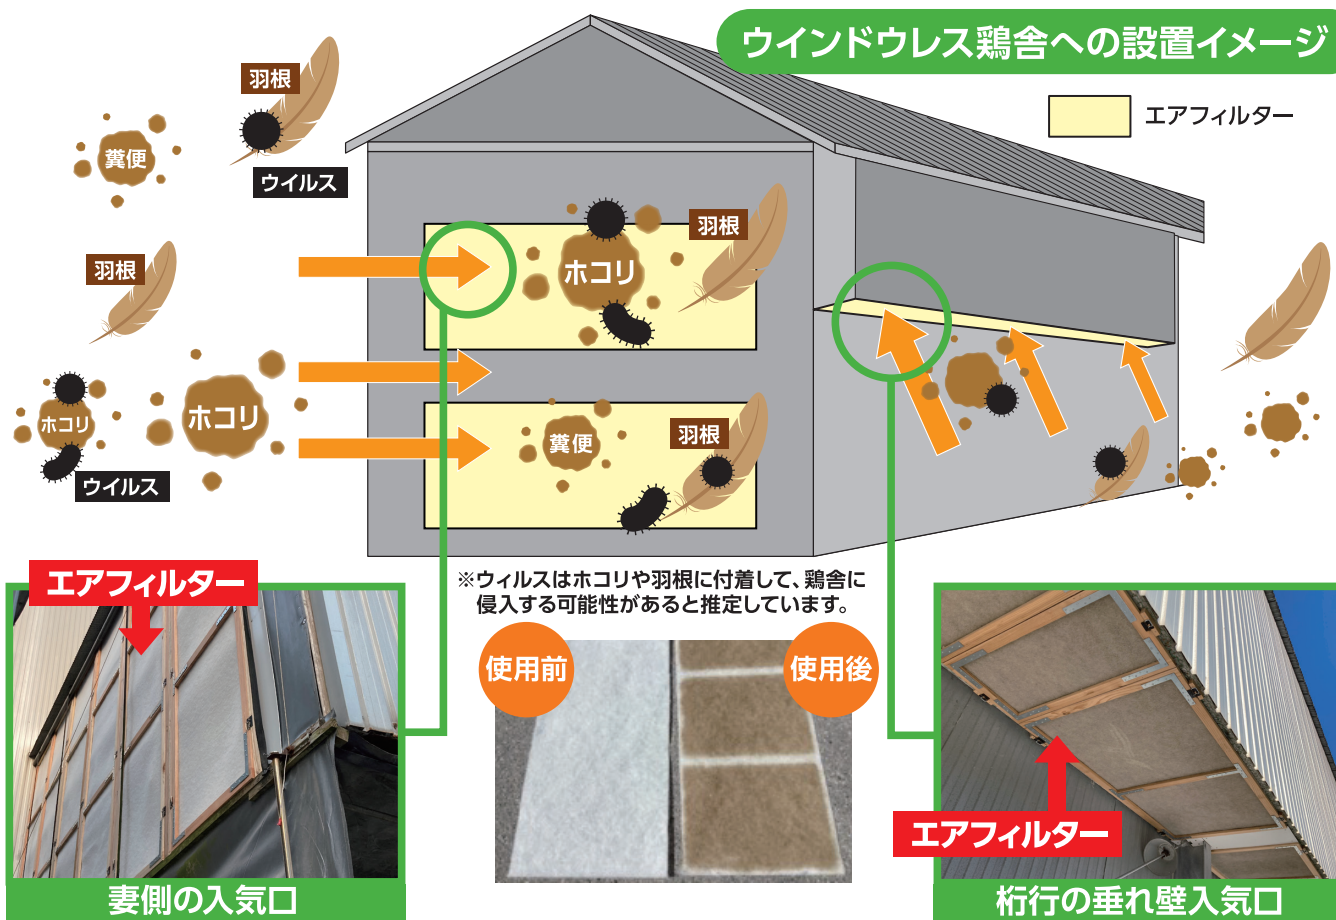 ウインドウレス鶏舎への設置イメージ
エアフィルター
羽根
糞便
ウイルス
羽根
ホコリ
ホコリ
ウイルス
羽根
ホコリ
羽根
糞便
エアフィルター
※ウィルスはホコリや羽根に付着して、鶏舎に
侵入する可能性があると推定しています。
使用前
使用後
エアフィルター
妻側の入気口
桁行の垂れ壁入気口